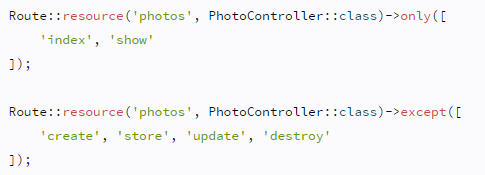 Route::resource('photos', PhotoController::class)->only([
    'index', 'show'
]);

Route::resource('photos', PhotoController::class)->except([
    'create', 'store', 'update', 'destroy'
]);